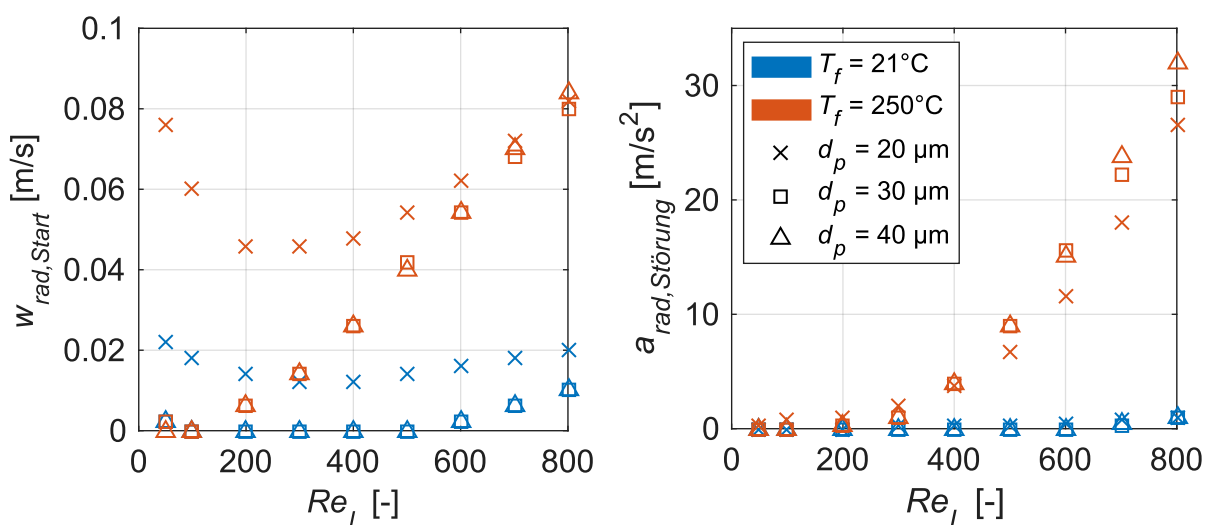 0.1
0.08
0.06
0.04
0.02
0
0 200 400 600 800
w_rad,Start [m/s]
Re_l [-]
30
20
10
0
0 200 400 600 800
a_rad,Störung [m/s²]
Re_l [-]
T_f = 21°C
T_f = 250°C
d_p = 20 µm
d_p = 30 µm
d_p = 40 µm